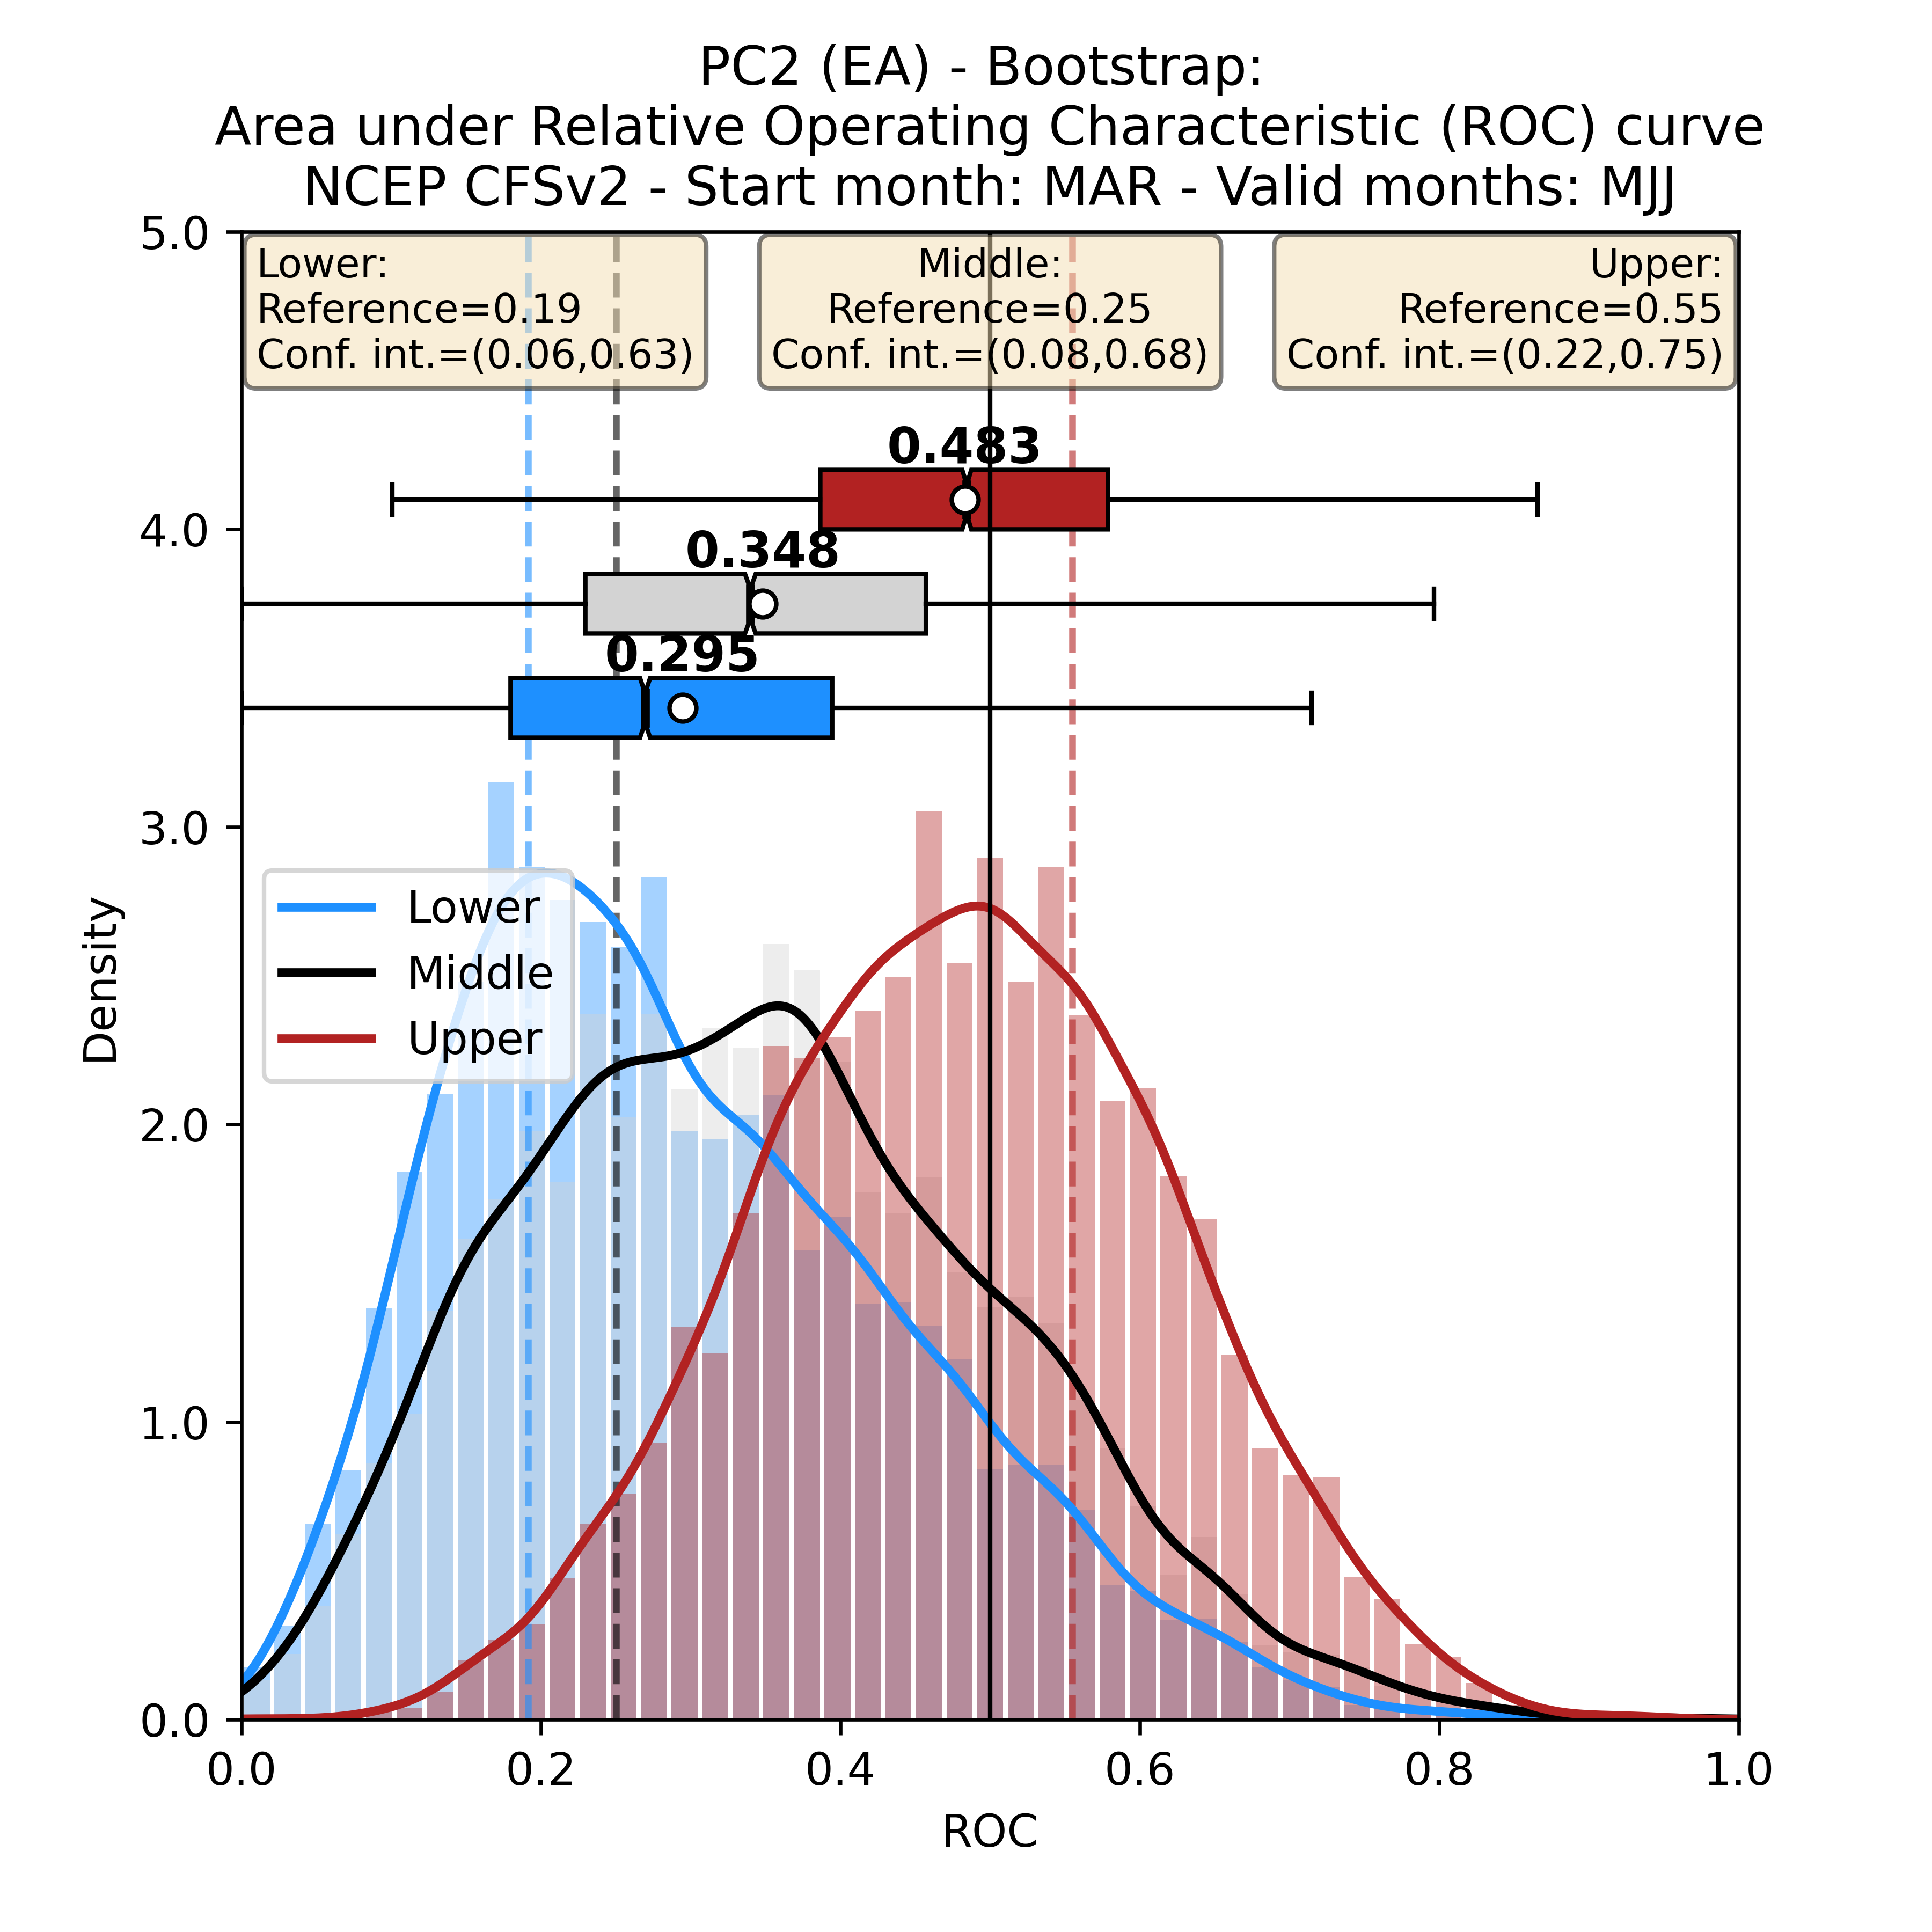 PC2 (EA) - Bootstrap:
Area under Relative Operating Characteristic (ROC) curve
NCEP CFSv2 - Start month: MAR - Valid months: MJJ
5.0
4.0
3.0
2.0
1.0
0.0
Density
Lower:
Reference=0.19
Conf. int.=(0.06,0.63)
Middle:
Reference=0.25
Conf. int.=(0.08,0.68)
Upper:
Reference=0.55
Conf. int.=(0.22,0.75)
0.483
0.348
0.295
Lower
Middle
Upper
0.0
0.2
0.4
0.6
0.8
1.0
ROC